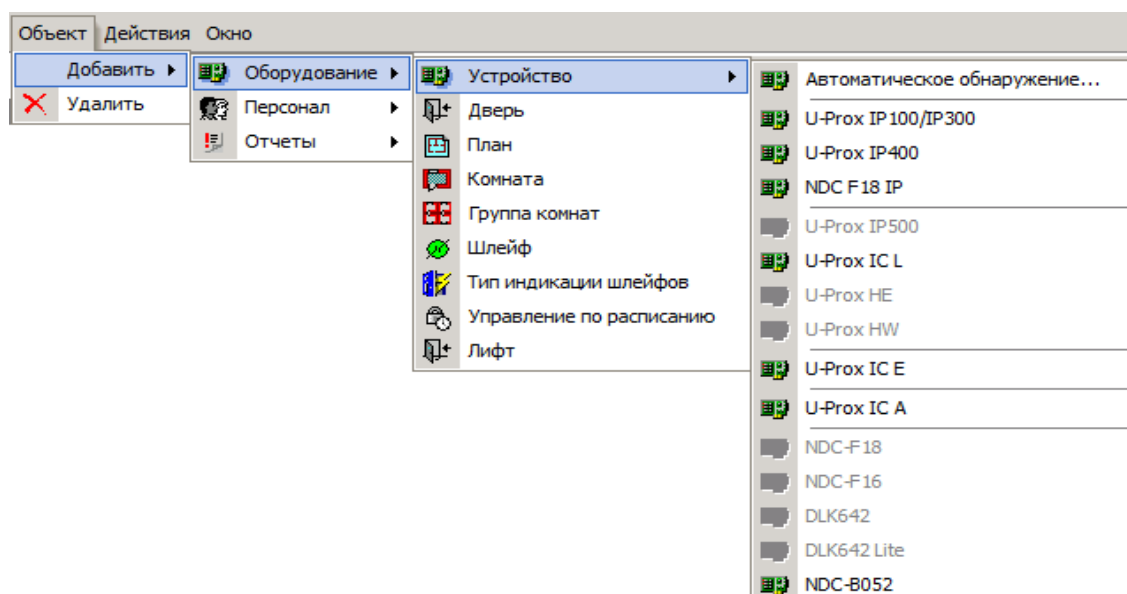 Объект Действия Окно
Добавить
Удалить
Оборудование
Персонал
Отчеты
Устройство
Дверь
План
Комната
Группа комнат
Шлейф
Тип индикации шлейфов
Управление по расписанию
Лифт
Автоматическое обнаружение...
U-Prox IP100/IP300
U-Prox IP400
NDC F18 IP
U-Prox IP500
U-Prox IC L
U-Prox HE
U-Prox HW
U-Prox IC E
U-Prox IC A
NDC-F18
NDC-F16
DLK642
DLK642 Lite
NDC-B052